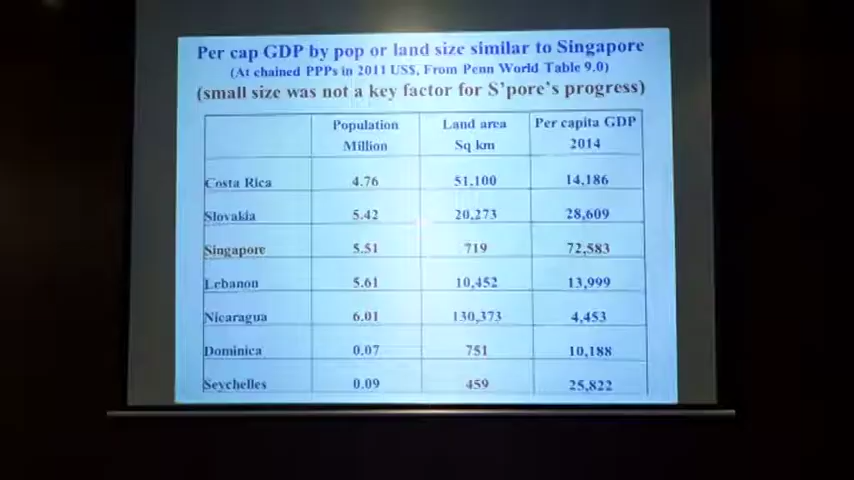 Per cap GDP by pop or land size similar to Singapore
(At chained PPPs in 2011 US$, From Penn World Table 9.0)
(small size was not a key factor for S'pore's progress)
Population Million Land area Sq km Per capita GDP 2014
Costa Rica 4.76 51,100 14,186
Slovakia 5.42 20,273 28,609
Singapore 5.51 719 72,583
Lebanon 5.61 10,452 13,999
Nicaragua 6.01 130,373 4,453
Dominica 0.07 751 10,188
Seychelles 0.09 459 25,822